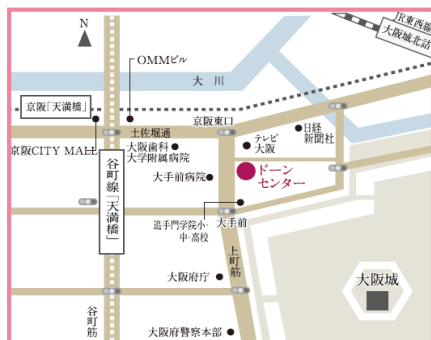 N
JR東西線
大阪城北詰
OMMビル
大川
京阪「天満橋」
京阪東口
土佐堀通
日経
新聞社
テレビ
大阪
京阪CITY MALL
大阪歯科
大学附属病院
ドーン
センター
大手前病院
谷町線「天満橋」
追手門学院小・
中・高校
大手前
上町筋
大阪府庁
大阪城
谷町筋
大阪府警察本部